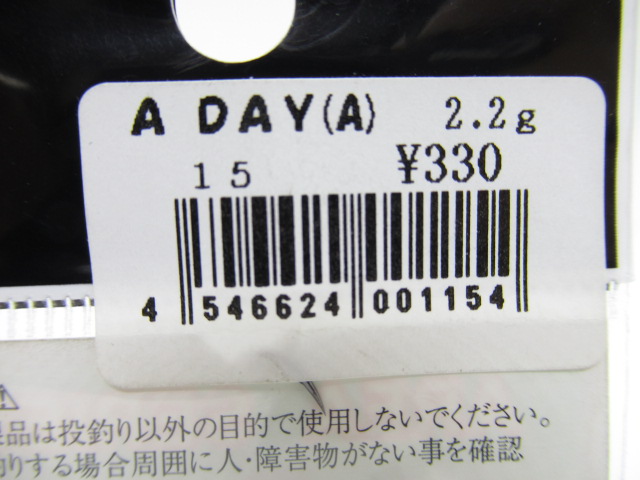 A DAY(A) 2.2g
15 ¥330
4 546624 001154
品は投釣り以外の目的で使用しないでください。
りする場合周囲に人・障害物がない事を確認